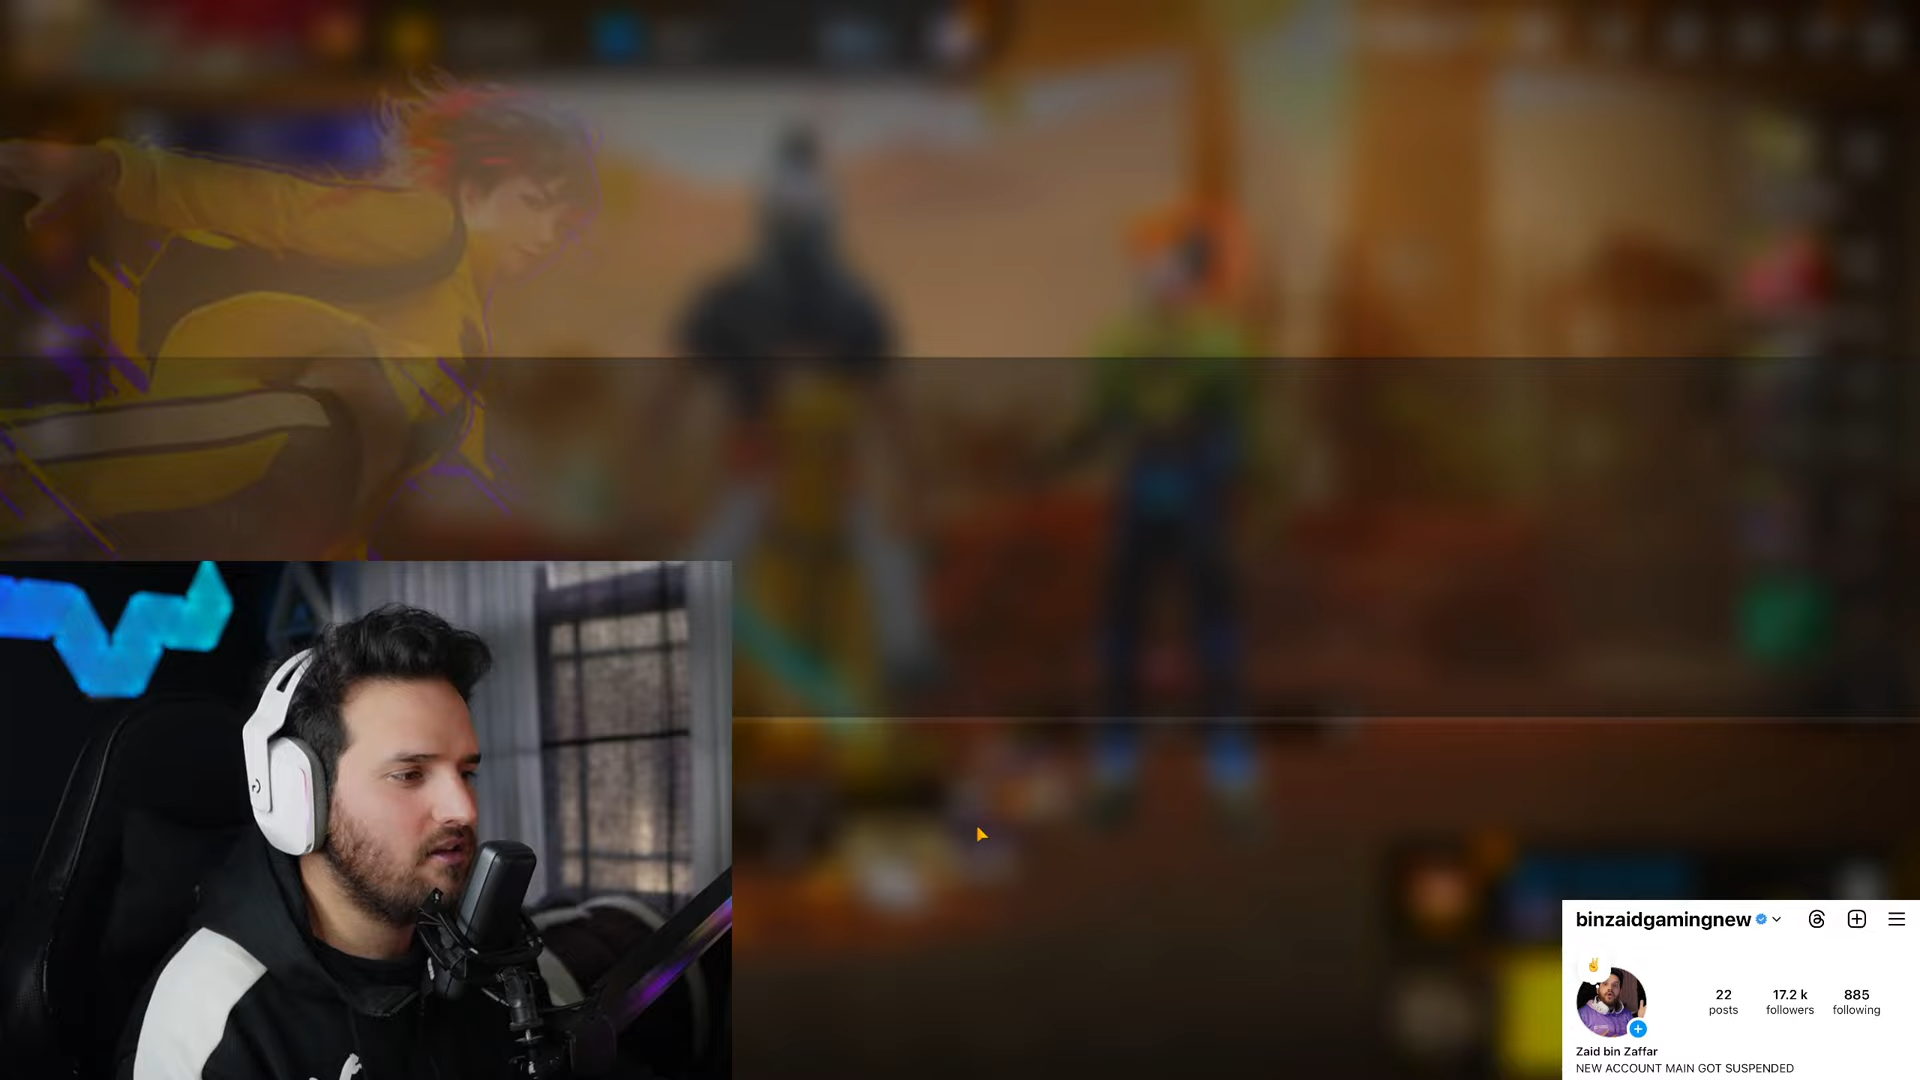 binzaidgamingnew
22 17.2 k 885
posts followers following
Zaid bin Zaffar
NEW ACCOUNT MAIN GOT SUSPENDED